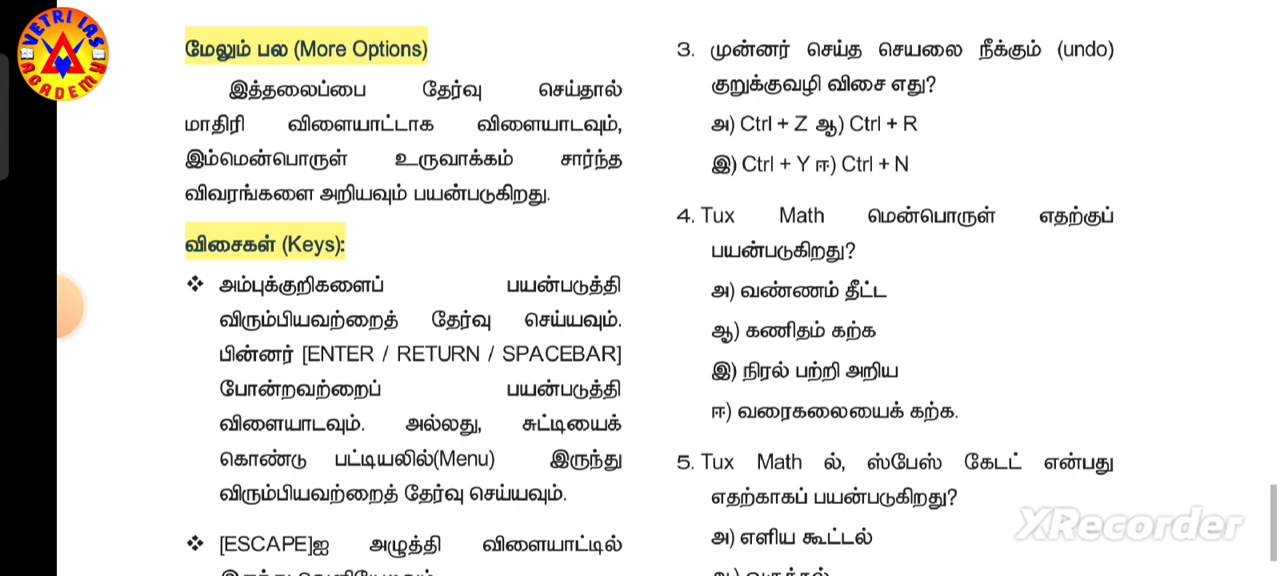 VETRI IAS
ACADEMY
மேலும் பல (More Options)
இத்தலைப்பை தேர்வு செய்தால்
மாதிரி விளையாட்டாக விளையாடவும்,
இம்மென்பொருள் உருவாக்கம் சார்ந்த
விவரங்களை அறியவும் பயன்படுகிறது.
விசைகள் (Keys):
❖ அம்புக்குறிகளைப் பயன்படுத்தி
விரும்பியவற்றைத் தேர்வு செய்யவும்.
பின்னர் [ENTER / RETURN / SPACEBAR]
போன்றவற்றைப் பயன்படுத்தி
விளையாடவும். அல்லது, சுட்டியைக்
கொண்டு பட்டியலில்(Menu) இருந்து
விரும்பியவற்றைத் தேர்வு செய்யவும்.
❖ [ESCAPE]ஐ அழுத்தி விளையாட்டில்
3. முன்னர் செய்த செயலை நீக்கும் (undo)
குறுக்குவழி விசை எது?
அ) Ctrl + Z ஆ) Ctrl + R
இ) Ctrl + Y ஈ) Ctrl + N
4. Tux Math மென்பொருள் எதற்குப்
பயன்படுகிறது?
அ) வண்ணம் தீட்ட
ஆ) கணிதம் கற்க
இ) நிரல் பற்றி அறிய
ஈ) வரைகலையைக் கற்க.
5. Tux Math ல், ஸ்பேஸ் கேடட் என்பது
எதற்காகப் பயன்படுகிறது?
அ) எளிய கூட்டல்
XRecorder